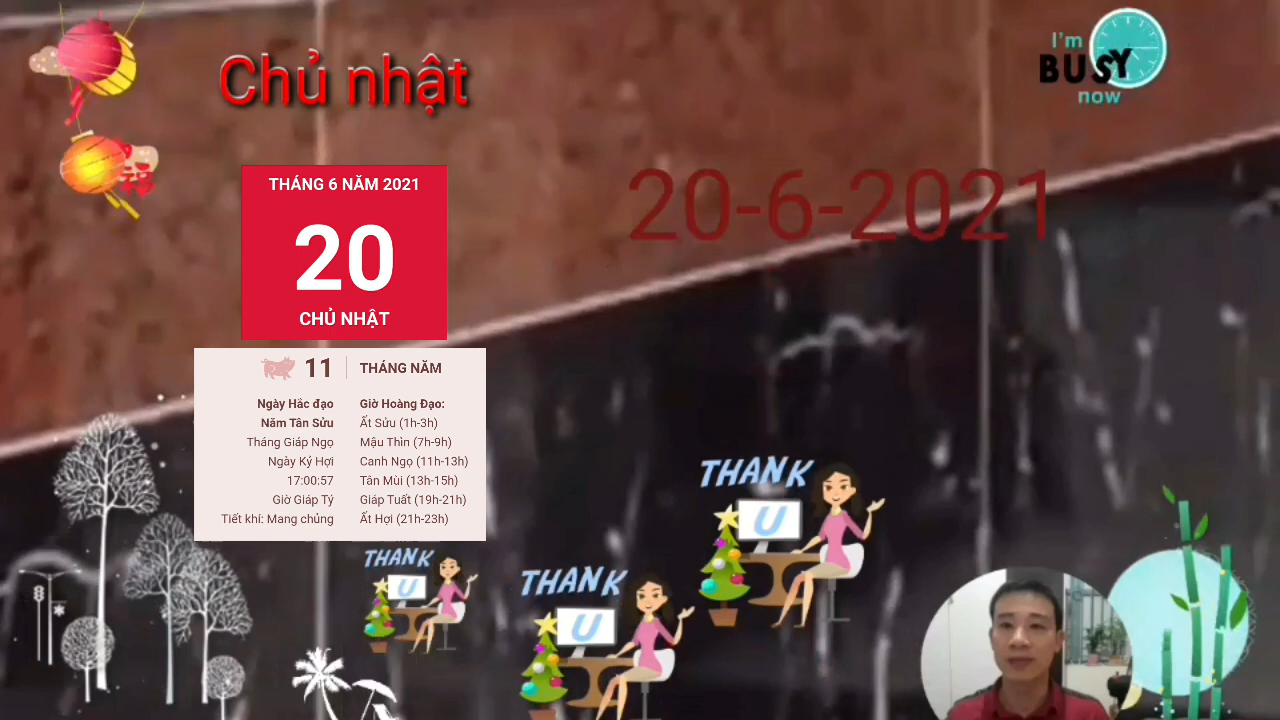 Chủ nhật
I'm
BUSY
now
THÁNG 6 NĂM 2021
20
CHỦ NHẬT
20-6-2021
11 THÁNG NĂM
Ngày Hắc đạo
Năm Tân Sửu
Tháng Giáp Ngọ
Ngày Kỷ Hợi
17:00:57
Giờ Giáp Tý
Tiết khí: Mang chủng
Giờ Hoàng Đạo:
Ất Sửu (1h-3h)
Mậu Thìn (7h-9h)
Canh Ngọ (11h-13h)
Tân Mùi (13h-15h)
Giáp Tuất (19h-21h)
Ất Hợi (21h-23h)
THANK
U
THANK
U
THANK
U